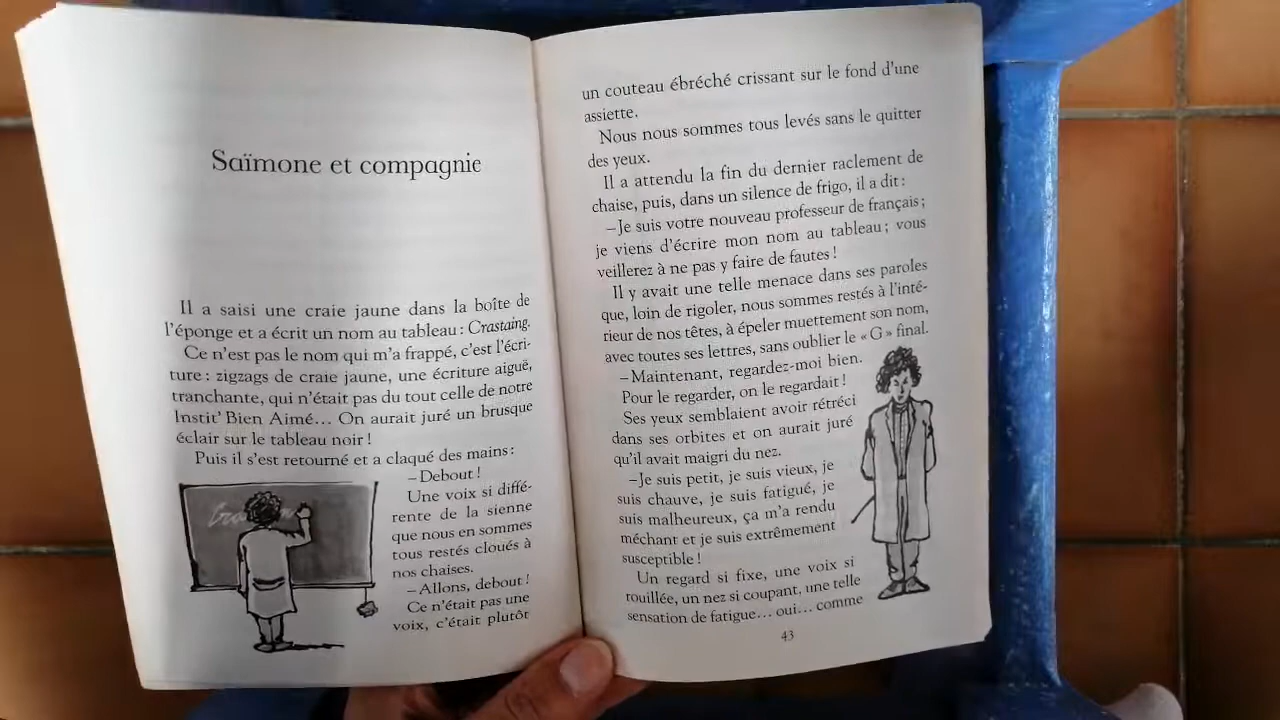 Saïmone et compagnie
Il a saisi une craie jaune dans la boîte de
l'éponge et a écrit un nom au tableau : Crastaing.
Ce n'est pas le nom qui m'a frappé, c'est l'écri-
ture : zigzags de craie jaune, une écriture aiguë,
tranchante, qui n'était pas du tout celle de notre
Instit' Bien Aimé... On aurait juré un brusque
éclair sur le tableau noir !
Puis il s'est retourné et a claqué des mains :
– Debout !
Une voix si diffé-
rente de la sienne
que nous en sommes
tous restés cloués à
nos chaises.
– Allons, debout !
Ce n'était pas une
voix, c'était plutôt
un couteau ébréché crissant sur le fond d'une
assiette.
Nous nous sommes tous levés sans le quitter
des yeux.
Il a attendu la fin du dernier raclement de
chaise, puis, dans un silence de frigo, il a dit :
– Je suis votre nouveau professeur de français ;
je viens d'écrire mon nom au tableau ; vous
veillerez à ne pas y faire de fautes !
Il y avait une telle menace dans ses paroles
que, loin de rigoler, nous sommes restés à l'inté-
rieur de nos têtes, à épeler muettement son nom,
avec toutes ses lettres, sans oublier le « G » final.
– Maintenant, regardez-moi bien.
Pour le regarder, on le regardait !
Ses yeux semblaient avoir rétréci
dans ses orbites et on aurait juré
qu'il avait maigri du nez.
– Je suis petit, je suis vieux, je
suis chauve, je suis fatigué, je
suis malheureux, ça m'a rendu
méchant et je suis extrêmement
susceptible !
Un regard si fixe, une voix si
rouillée, un nez si coupant, une telle
sensation de fatigue... oui... comme
43